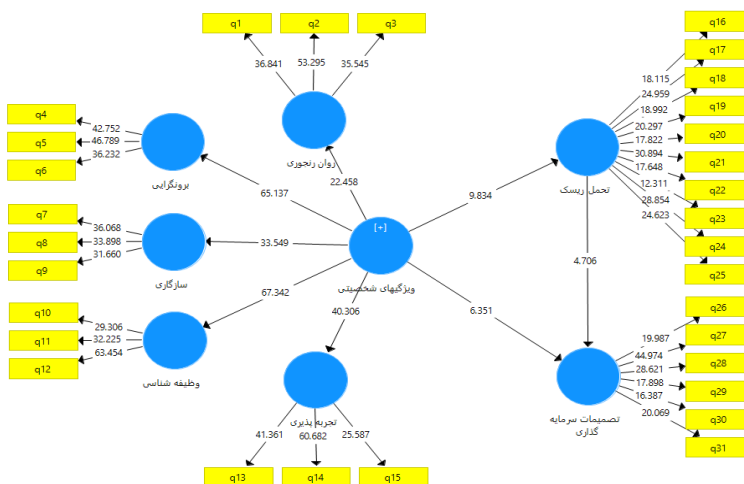 q1
q2
q3
36.841
53.295
35.545
روان رنجوری
q4
q5
q6
42.752
46.789
36.232
برونگرایی
q7
q8
q9
36.068
33.898
31.660
سازگاری
q10
q11
q12
29.306
32.225
63.454
وظیفه شناسی
22.458
65.137
33.549
67.342
40.306
9.834
6.351
4.706
[+]
ویژگیهای شخصیتی
تجربه پذیری
41.361
60.682
25.587
q13
q14
q15
تحمل ریسک
18.115
24.959
18.992
20.297
17.822
30.894
17.648
12.311
28.854
24.623
q16
q17
q18
q19
q20
q21
q22
q23
q24
q25
تصمیمات سرمایه
گذاری
19.987
44.974
28.621
17.898
16.387
20.069
q26
q27
q28
q29
q30
q31